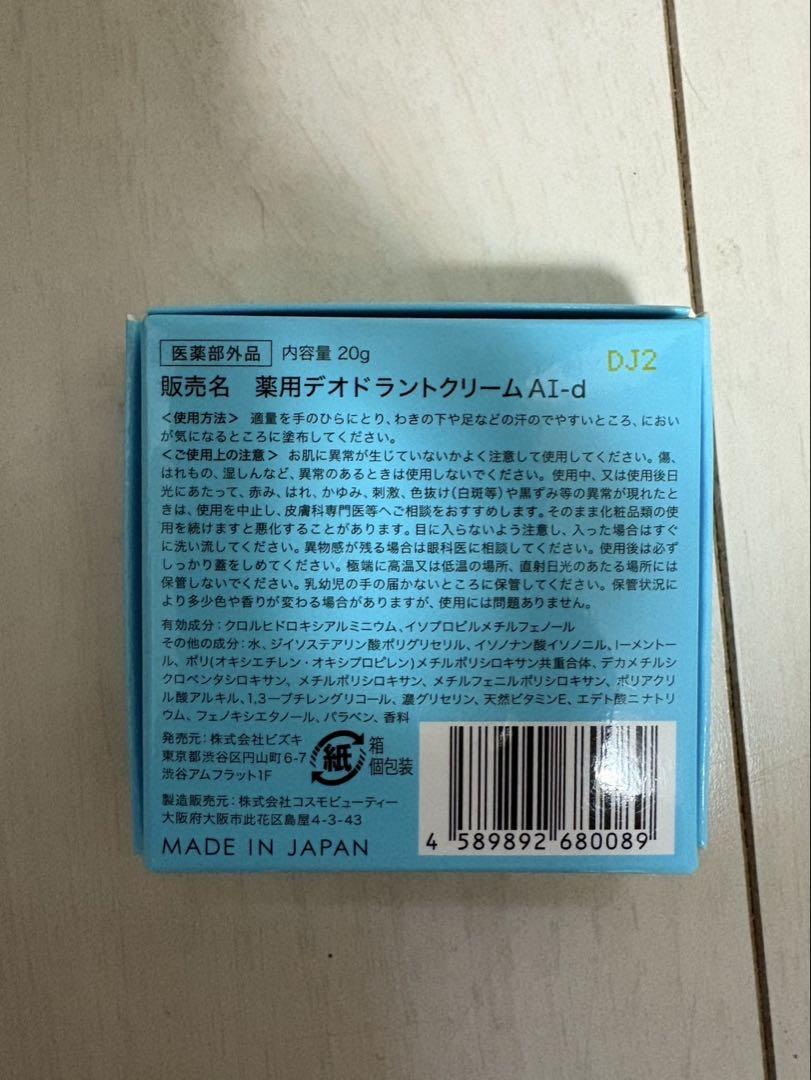 医薬部外品 内容量 20g DJ2
販売名 薬用デオドラントクリームAI-d
＜使用方法＞ 適量を手のひらにとり、わきの下や足などの汗のでやすいところ、におい
が気になるところに塗布してください。
＜ご使用上の注意＞ お肌に異常が生じていないかよく注意して使用してください。傷、
はれもの、湿しんなど、異常のあるときは使用しないでください。使用中、又は使用後日
光にあたって、赤み、はれ、かゆみ、刺激、色抜け(白斑等)や黒ずみ等の異常が現れたと
きは、使用を中止し、皮膚科専門医等へご相談をおすすめします。そのまま化粧品類の使
用を続けますと悪化することがあります。目に入らないよう注意し、入った場合はすぐ
に洗い流してください。異物感が残る場合は眼科医に相談してください。使用後は必ず
しっかり蓋をしめてください。極端に高温又は低温の場所、直射日光のあたる場所には
保管しないでください。乳幼児の手の届かないところに保管してください。保管状況に
より多少色や香りが変わる場合がありますが、使用には問題ありません。
有効成分：クロルヒドロキシアルミニウム、イソプロピルメチルフェノール
その他の成分：水、ジイソステアリン酸ポリグリセリル、イソノナン酸イソノニル、l-メントー
ル、ポリ(オキシエチレン・オキシプロピレン)メチルポリシロキサン共重合体、デカメチルシ
クロペンタシロキサン、メチルポリシロキサン、メチルフェニルポリシロキサン、ポリアクリ
ル酸アルキル、1,3-ブチレングリコール、濃グリセリン、天然ビタミンE、エデト酸ニナトリ
ウム、フェノキシエタノール、パラベン、香料
発売元：株式会社ビズキ
東京都渋谷区円山町6-7
渋谷アムフラット1F
紙 箱
個包装
製造販売元：株式会社コスモビューティー
大阪府大阪市此花区島屋4-3-43
MADE IN JAPAN
4 589892 680089